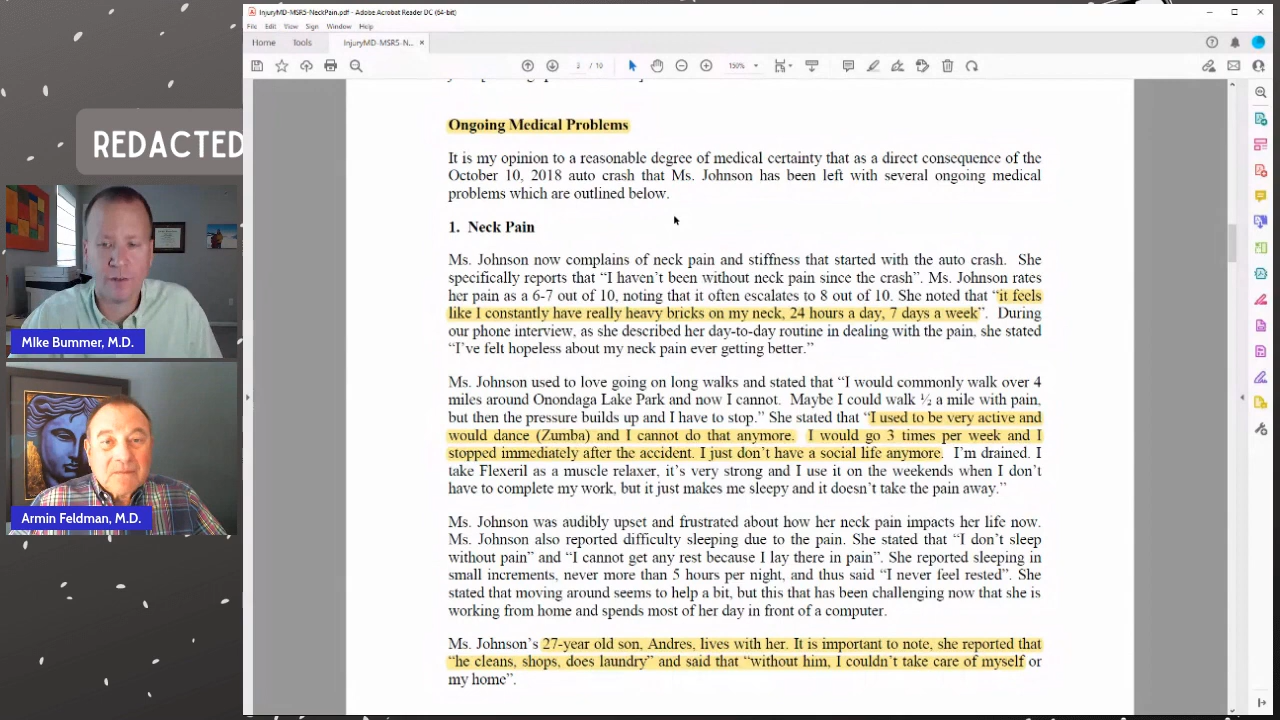 InjuryMD-MSR5-NeckPain.pdf - Adobe Acrobat Reader DC (64-bit)
File Edit View Sign Window Help
Home Tools InjuryMD-MSR5-N... ×
3 / 10 150%
REDACTED
MIke Bummer, M.D.
Armin Feldman, M.D.
Ongoing Medical Problems
It is my opinion to a reasonable degree of medical certainty that as a direct consequence of the
October 10, 2018 auto crash that Ms. Johnson has been left with several ongoing medical
problems which are outlined below.
1. Neck Pain
Ms. Johnson now complains of neck pain and stiffness that started with the auto crash. She
specifically reports that “I haven’t been without neck pain since the crash”. Ms. Johnson rates
her pain as a 6-7 out of 10, noting that it often escalates to 8 out of 10. She noted that “it feels
like I constantly have really heavy bricks on my neck, 24 hours a day, 7 days a week”. During
our phone interview, as she described her day-to-day routine in dealing with the pain, she stated
“I’ve felt hopeless about my neck pain ever getting better.”
Ms. Johnson used to love going on long walks and stated that “I would commonly walk over 4
miles around Onondaga Lake Park and now I cannot. Maybe I could walk ½ a mile with pain,
but then the pressure builds up and I have to stop.” She stated that “I used to be very active and
would dance (Zumba) and I cannot do that anymore. I would go 3 times per week and I
stopped immediately after the accident. I just don’t have a social life anymore. I’m drained. I
take Flexeril as a muscle relaxer, it’s very strong and I use it on the weekends when I don’t
have to complete my work, but it just makes me sleepy and it doesn’t take the pain away.”
Ms. Johnson was audibly upset and frustrated about how her neck pain impacts her life now.
Ms. Johnson also reported difficulty sleeping due to the pain. She stated that “I don’t sleep
without pain” and “I cannot get any rest because I lay there in pain”. She reported sleeping in
small increments, never more than 5 hours per night, and thus said “I never feel rested”. She
stated that moving around seems to help a bit, but this that has been challenging now that she is
working from home and spends most of her day in front of a computer.
Ms. Johnson’s 27-year old son, Andres, lives with her. It is important to note, she reported that
“he cleans, shops, does laundry” and said that “without him, I couldn’t take care of myself or
my home”.